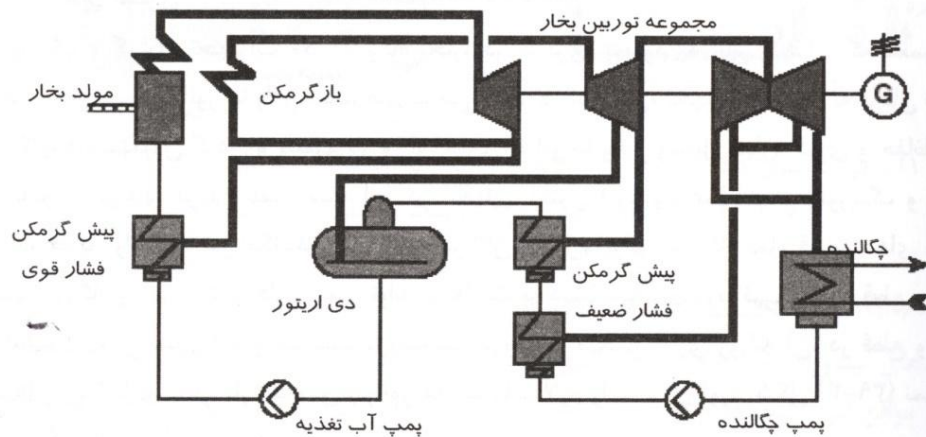 مجموعه توربین بخار
بازگرمکن
مولد بخار
G
پیش گرمکن
فشار قوی
دی اریتور
پیش گرمکن
فشار ضعیف
چگالنده
پمپ آب تغذیه
پمپ چگالنده